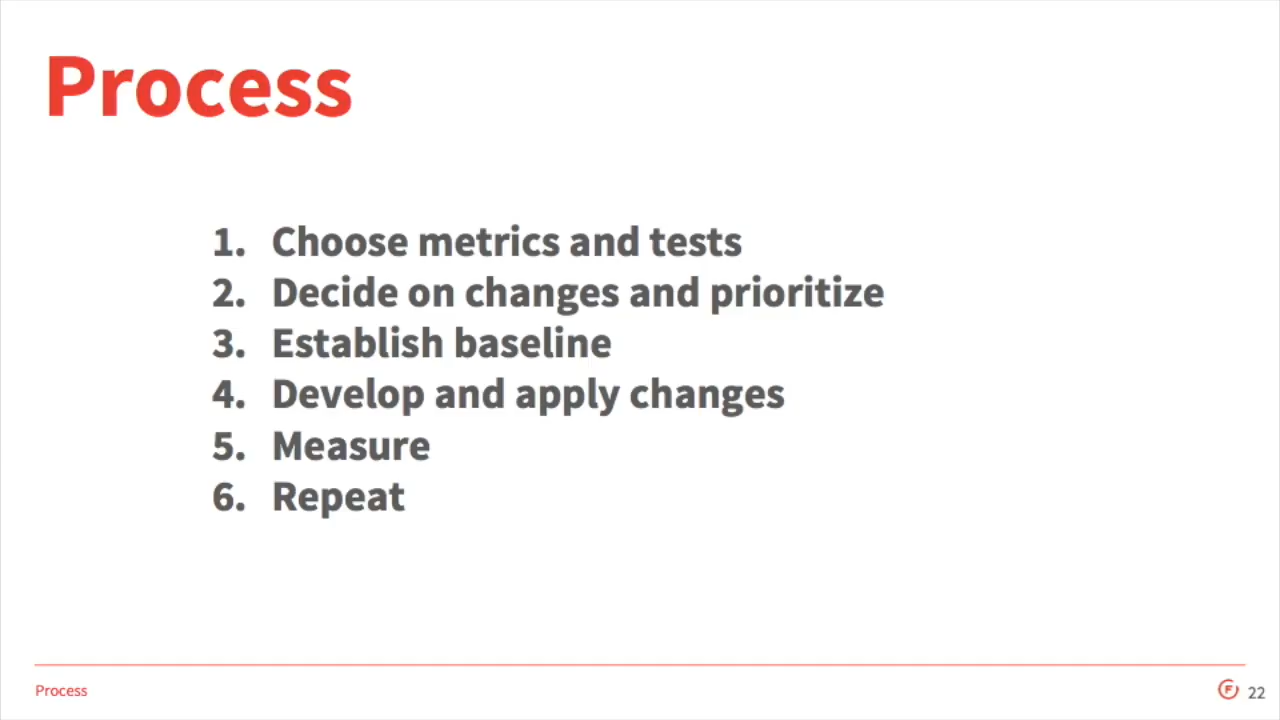 Process
1. Choose metrics and tests
2. Decide on changes and prioritize
3. Establish baseline
4. Develop and apply changes
5. Measure
6. Repeat
Process
F 22